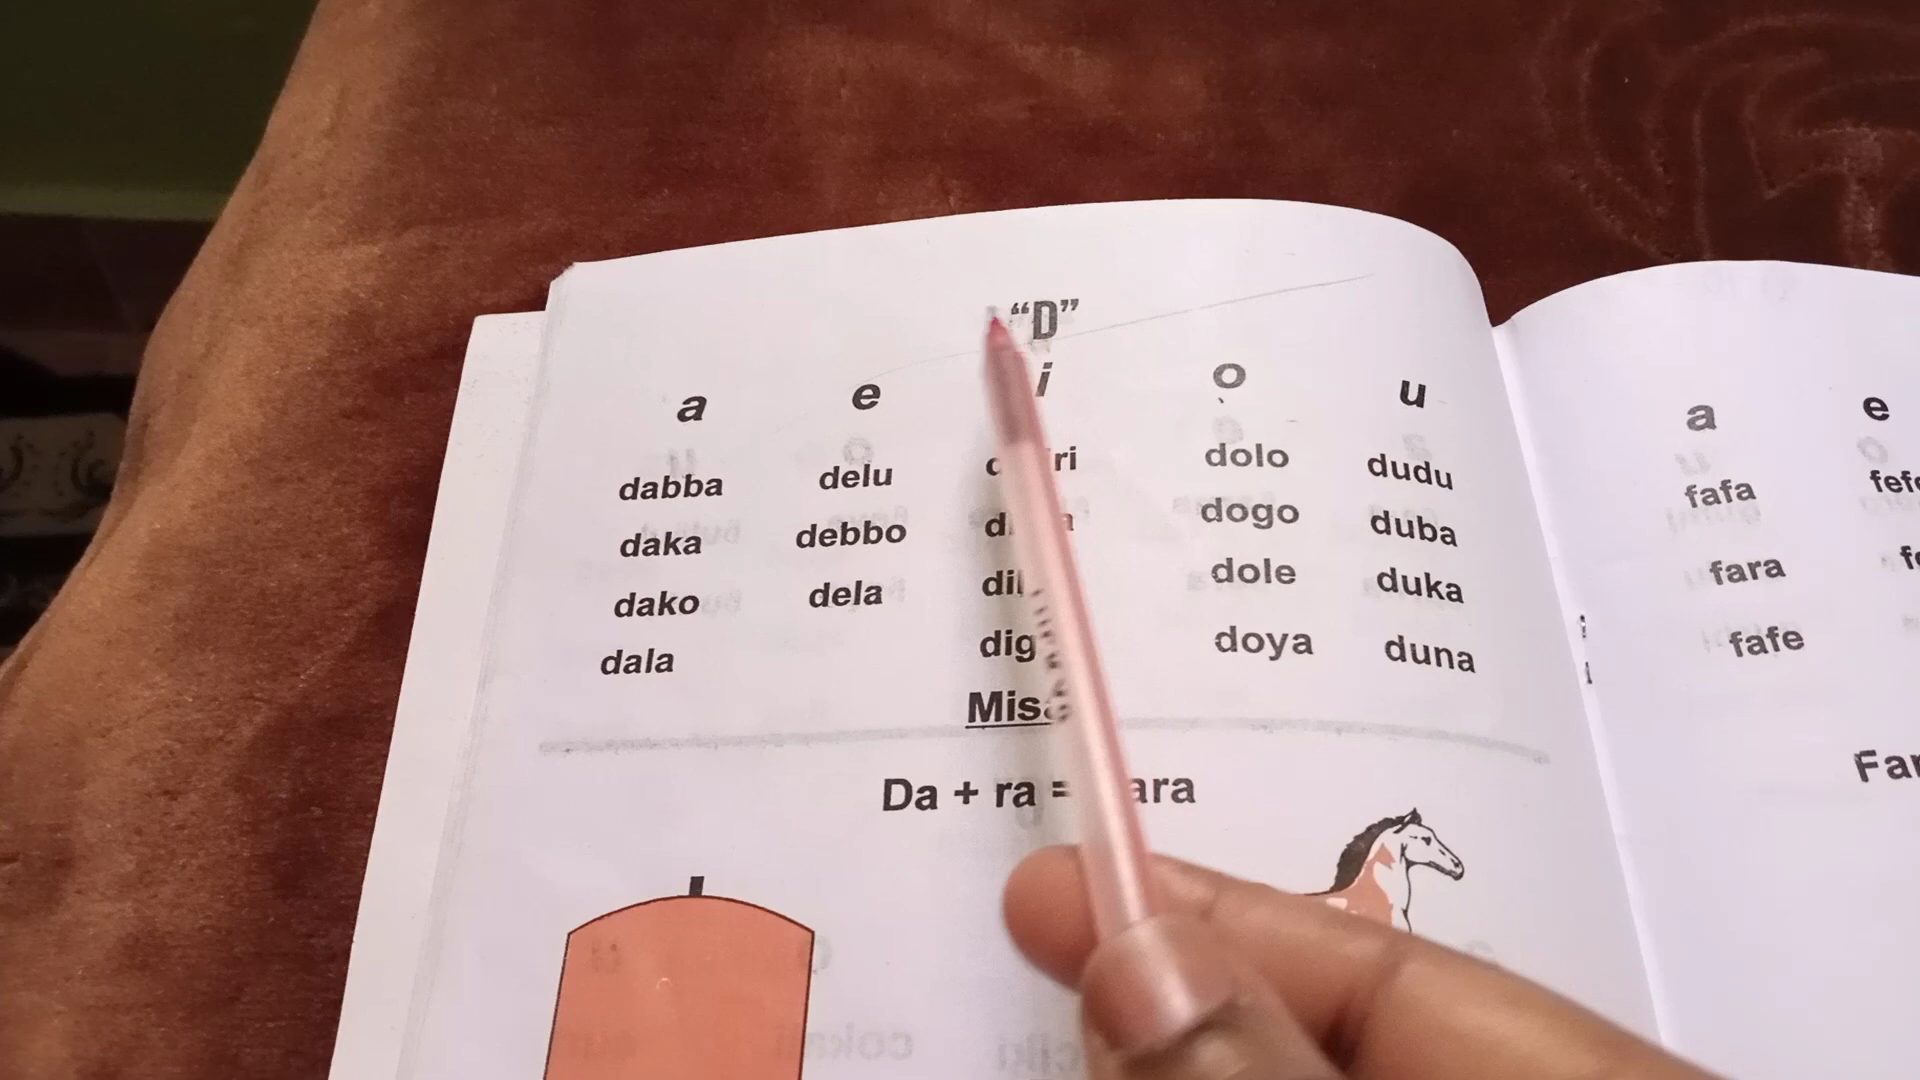 “D”
a e i o u
dabba delu dolo dudu
daka debbo dogo duba
dako dela dole duka
dala doya duna
Da + ra =
a e
fafa
fara
fafe